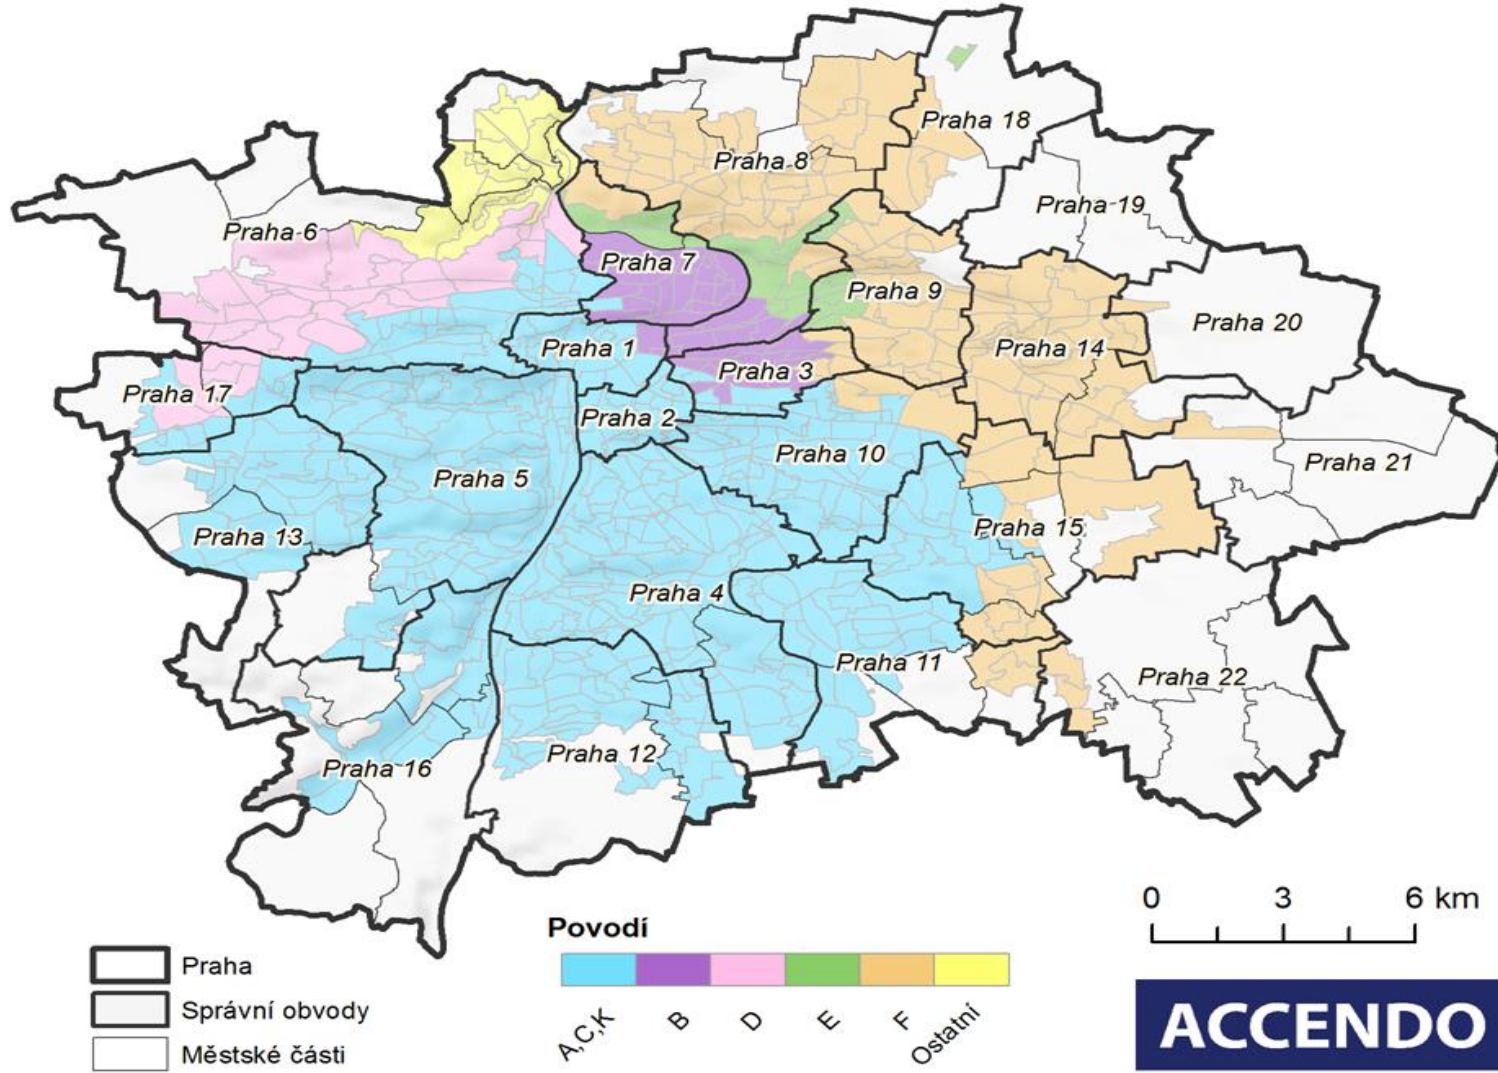 Praha 18
Praha 8
Praha 19
Praha 6
Praha 7
Praha 9
Praha 20
Praha 1
Praha 14
Praha 3
Praha 17
Praha 2
Praha 10
Praha 21
Praha 5
Praha 15
Praha 13
Praha 4
Praha 11
Praha 22
Praha 12
Praha 16
0 3 6 km
Povodí
A,C,K B D E F Ostatní
Praha
Správní obvody
Městské části
ACCENDO